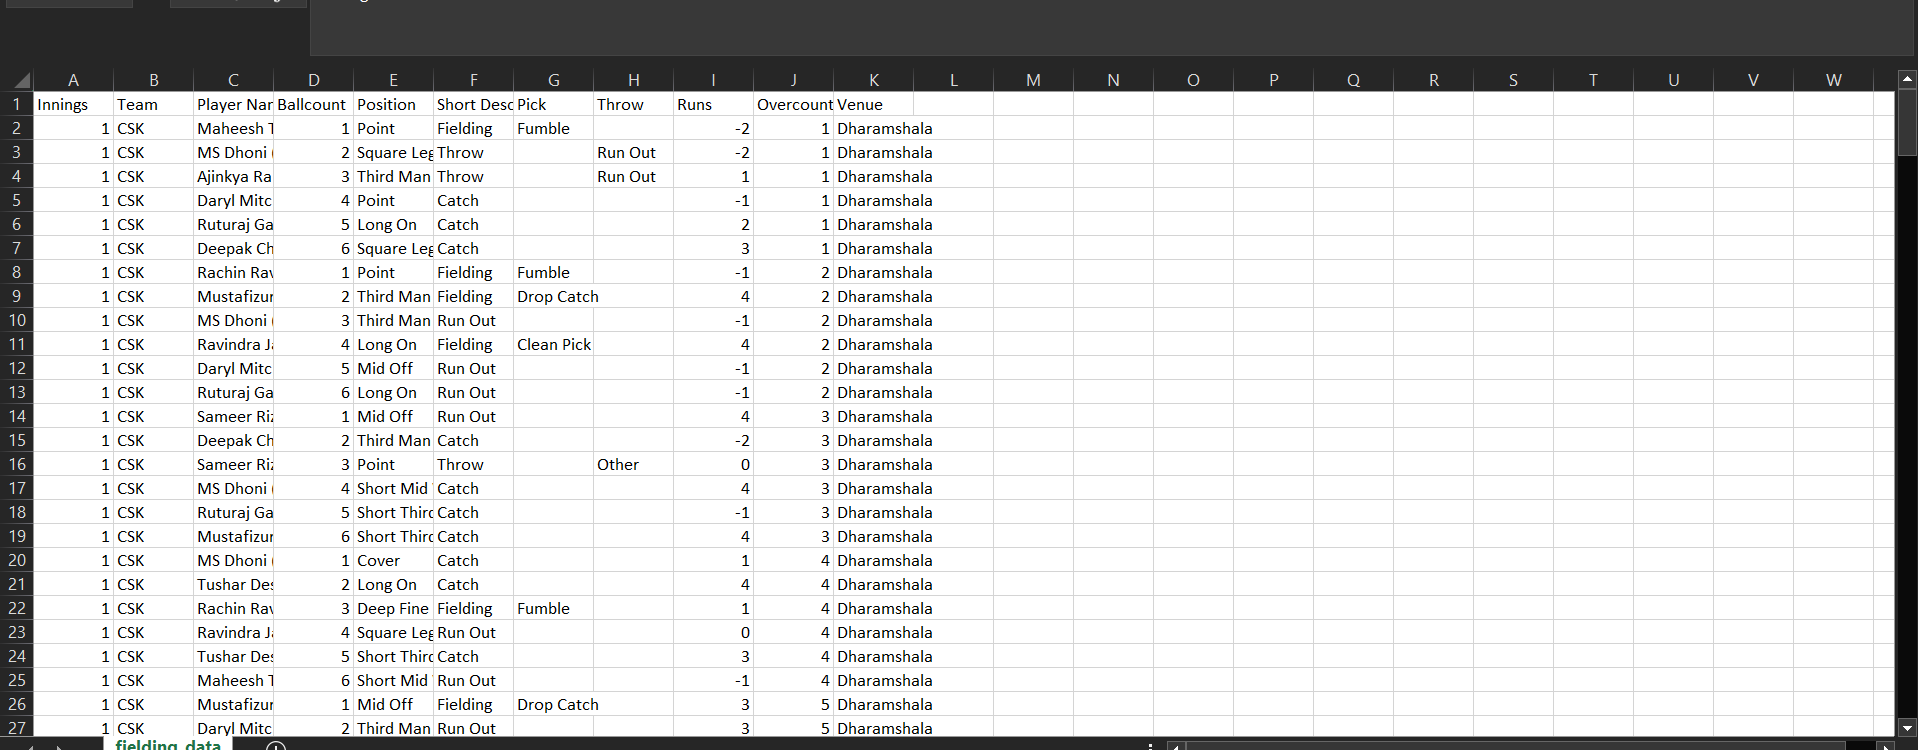 A B C D E F G H I J K L M N O P Q R S T U V W
1 Innings Team Player Nar Ballcount Position Short Desc Pick Throw Runs Overcount Venue
2 1 CSK Maheesh T 1 Point Fielding Fumble -2 1 Dharamshala
3 1 CSK MS Dhoni ( 2 Square Leg Throw Run Out -2 1 Dharamshala
4 1 CSK Ajinkya Ra 3 Third Man Throw Run Out 1 1 Dharamshala
5 1 CSK Daryl Mitc 4 Point Catch -1 1 Dharamshala
6 1 CSK Ruturaj Ga 5 Long On Catch 2 1 Dharamshala
7 1 CSK Deepak Ch 6 Square Leg Catch 3 1 Dharamshala
8 1 CSK Rachin Rav 1 Point Fielding Fumble -1 2 Dharamshala
9 1 CSK Mustafizur 2 Third Man Fielding Drop Catch 4 2 Dharamshala
10 1 CSK MS Dhoni ( 3 Third Man Run Out -1 2 Dharamshala
11 1 CSK Ravindra Ja 4 Long On Fielding Clean Pick 4 2 Dharamshala
12 1 CSK Daryl Mitc 5 Mid Off Run Out -1 2 Dharamshala
13 1 CSK Ruturaj Ga 6 Long On Run Out -1 2 Dharamshala
14 1 CSK Sameer Riz 1 Mid Off Run Out 4 3 Dharamshala
15 1 CSK Deepak Ch 2 Third Man Catch -2 3 Dharamshala
16 1 CSK Sameer Riz 3 Point Throw Other 0 3 Dharamshala
17 1 CSK MS Dhoni ( 4 Short Mid Catch 4 3 Dharamshala
18 1 CSK Ruturaj Ga 5 Short Third Catch -1 3 Dharamshala
19 1 CSK Mustafizur 6 Short Third Catch 4 3 Dharamshala
20 1 CSK MS Dhoni ( 1 Cover Catch 1 4 Dharamshala
21 1 CSK Tushar Des 2 Long On Catch 4 4 Dharamshala
22 1 CSK Rachin Rav 3 Deep Fine Fielding Fumble 1 4 Dharamshala
23 1 CSK Ravindra Ja 4 Square Leg Run Out 0 4 Dharamshala
24 1 CSK Tushar Des 5 Short Third Catch 3 4 Dharamshala
25 1 CSK Maheesh T 6 Short Mid Run Out -1 4 Dharamshala
26 1 CSK Mustafizur 1 Mid Off Fielding Drop Catch 3 5 Dharamshala
27 1 CSK Daryl Mitc 2 Third Man Run Out 3 5 Dharamshala
fielding_data